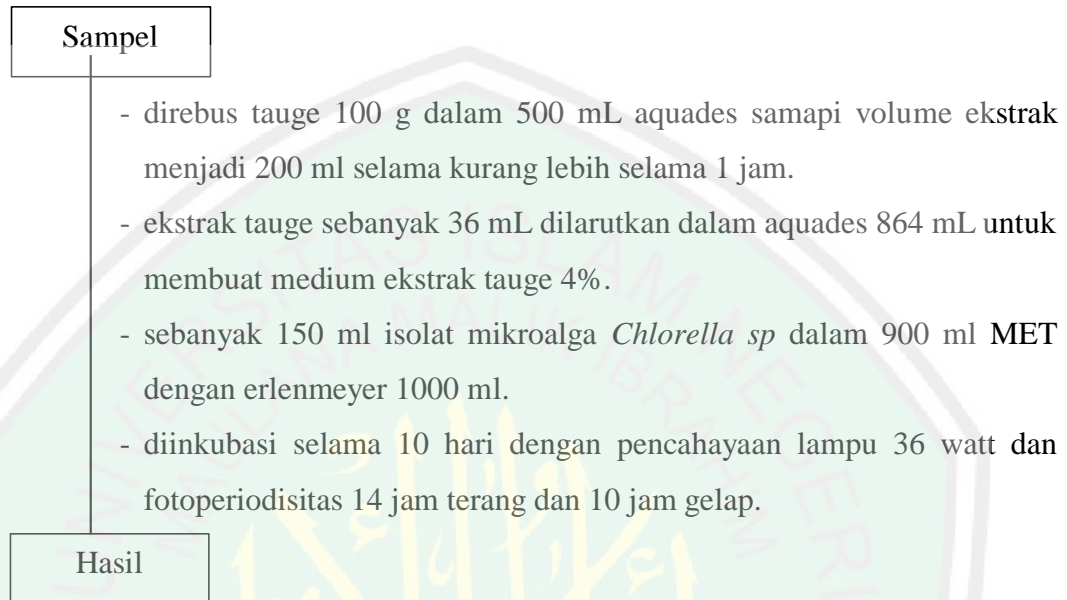 Sampel
- direbus tauge 100 g dalam 500 mL aquades samapi volume ekstrak
menjadi 200 ml selama kurang lebih selama 1 jam.
- ekstrak tauge sebanyak 36 mL dilarutkan dalam aquades 864 mL untuk
membuat medium ekstrak tauge 4%.
- sebanyak 150 ml isolat mikroalga Chlorella sp dalam 900 ml MET
dengan erlenmeyer 1000 ml.
- diinkubasi selama 10 hari dengan pencahayaan lampu 36 watt dan
fotoperiodisitas 14 jam terang dan 10 jam gelap.
Hasil